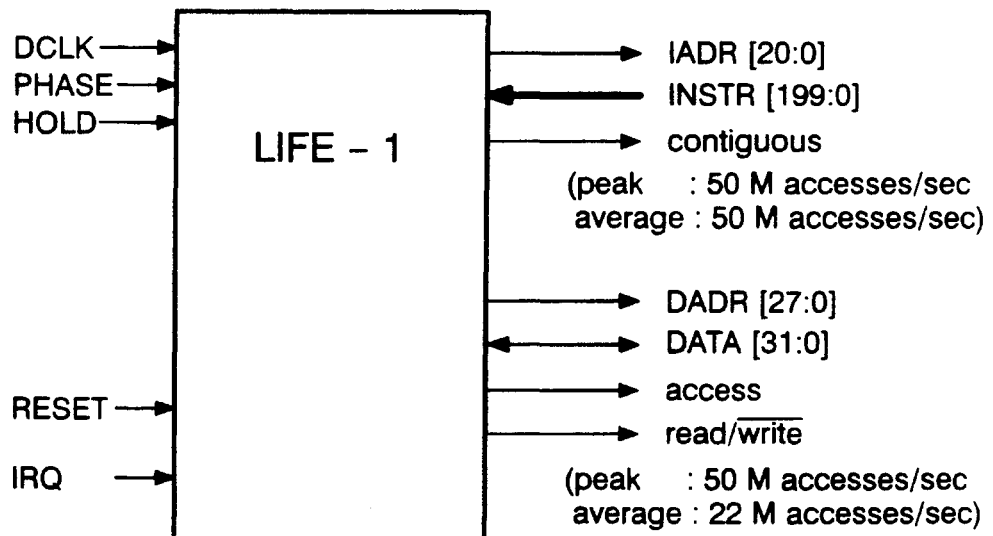 DCLK
PHASE
HOLD
RESET
IRQ
LIFE – 1
IADR [20:0]
INSTR [199:0]
contiguous
(peak : 50 M accesses/sec
average : 50 M accesses/sec)
DADR [27:0]
DATA [31:0]
access
read/write
(peak : 50 M accesses/sec
average : 22 M accesses/sec)